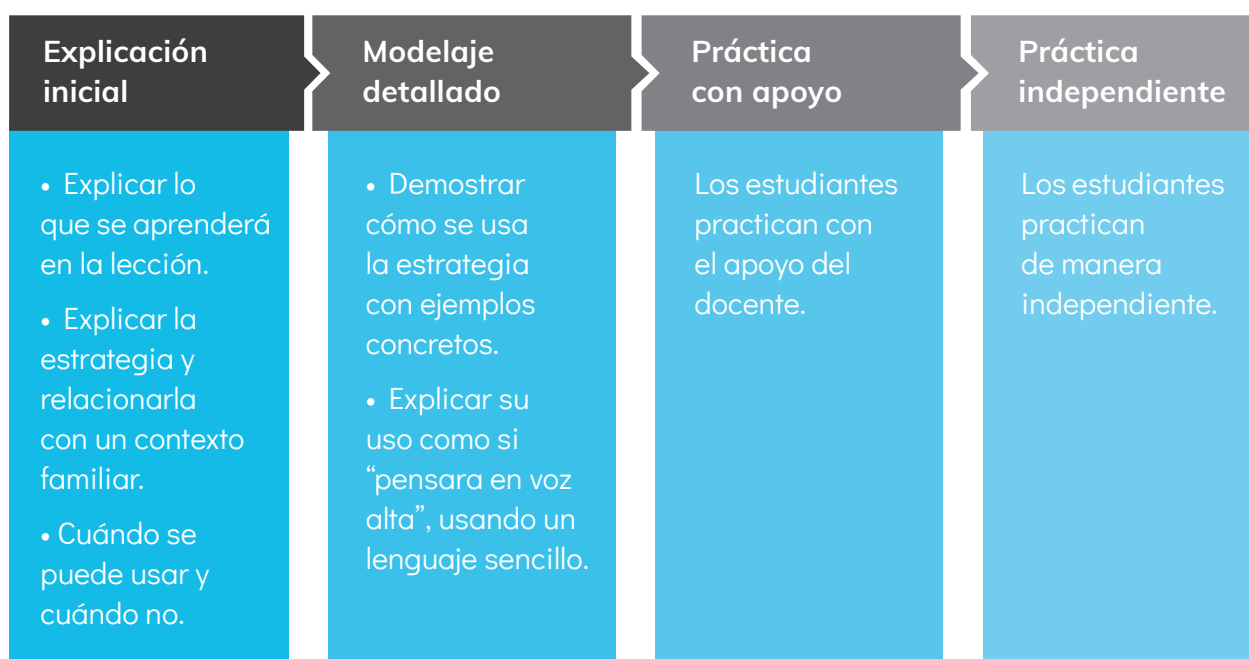 Explicación
inicial
• Explicar lo
que se aprenderá
en la lección.
• Explicar la
estrategia y
relacionarla
con un contexto
familiar.
• Cuándo se
puede usar y
cuándo no.
Modelaje
detallado
• Demostrar
cómo se usa
la estrategia
con ejemplos
concretos.
• Explicar su
uso como si
“pensara en voz
alta”, usando un
lenguaje sencillo.
Práctica
con apoyo
Los estudiantes
practican con
el apoyo del
docente.
Práctica
independiente
Los estudiantes
practican
de manera
independiente.